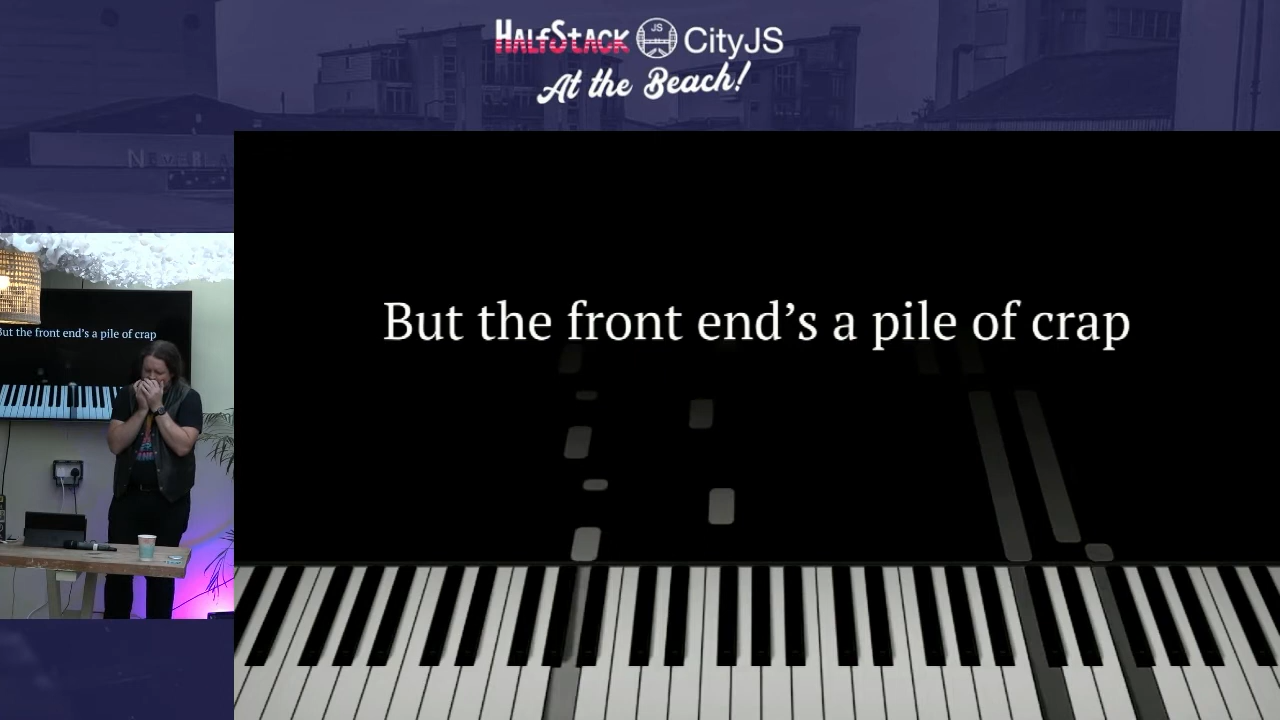 HALFSTACK JS CityJS
At the Beach!
But the front end's a pile of crap
But the front end's a pile of crap